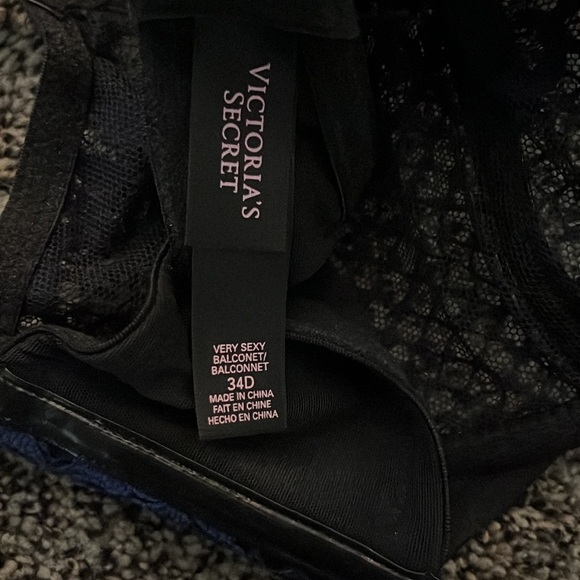 VICTORIA'S
SECRET
VERY SEXY
BALCONET/
BALCONNET
34D
MADE IN CHINA
FAIT EN CHINE
HECHO EN CHINA